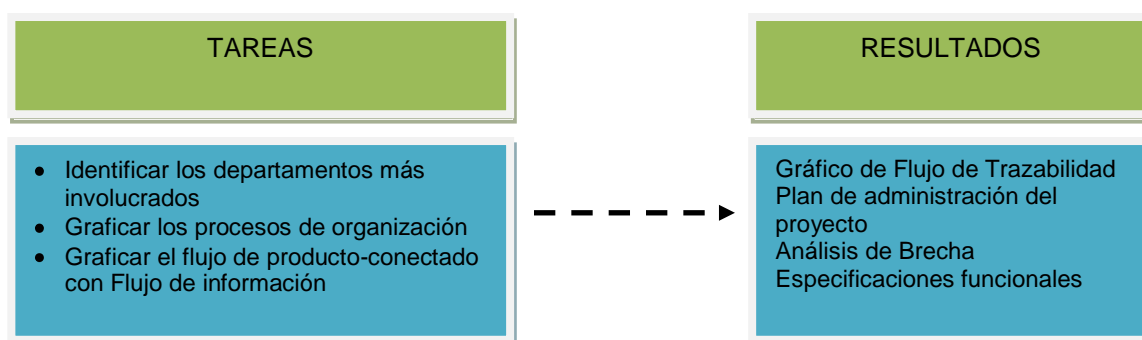 TAREAS
• Identificar los departamentos más
involucrados
• Graficar los procesos de organización
• Graficar el flujo de producto-conectado
con Flujo de información
RESULTADOS
Gráfico de Flujo de Trazabilidad
Plan de administración del
proyecto
Análisis de Brecha
Especificaciones funcionales